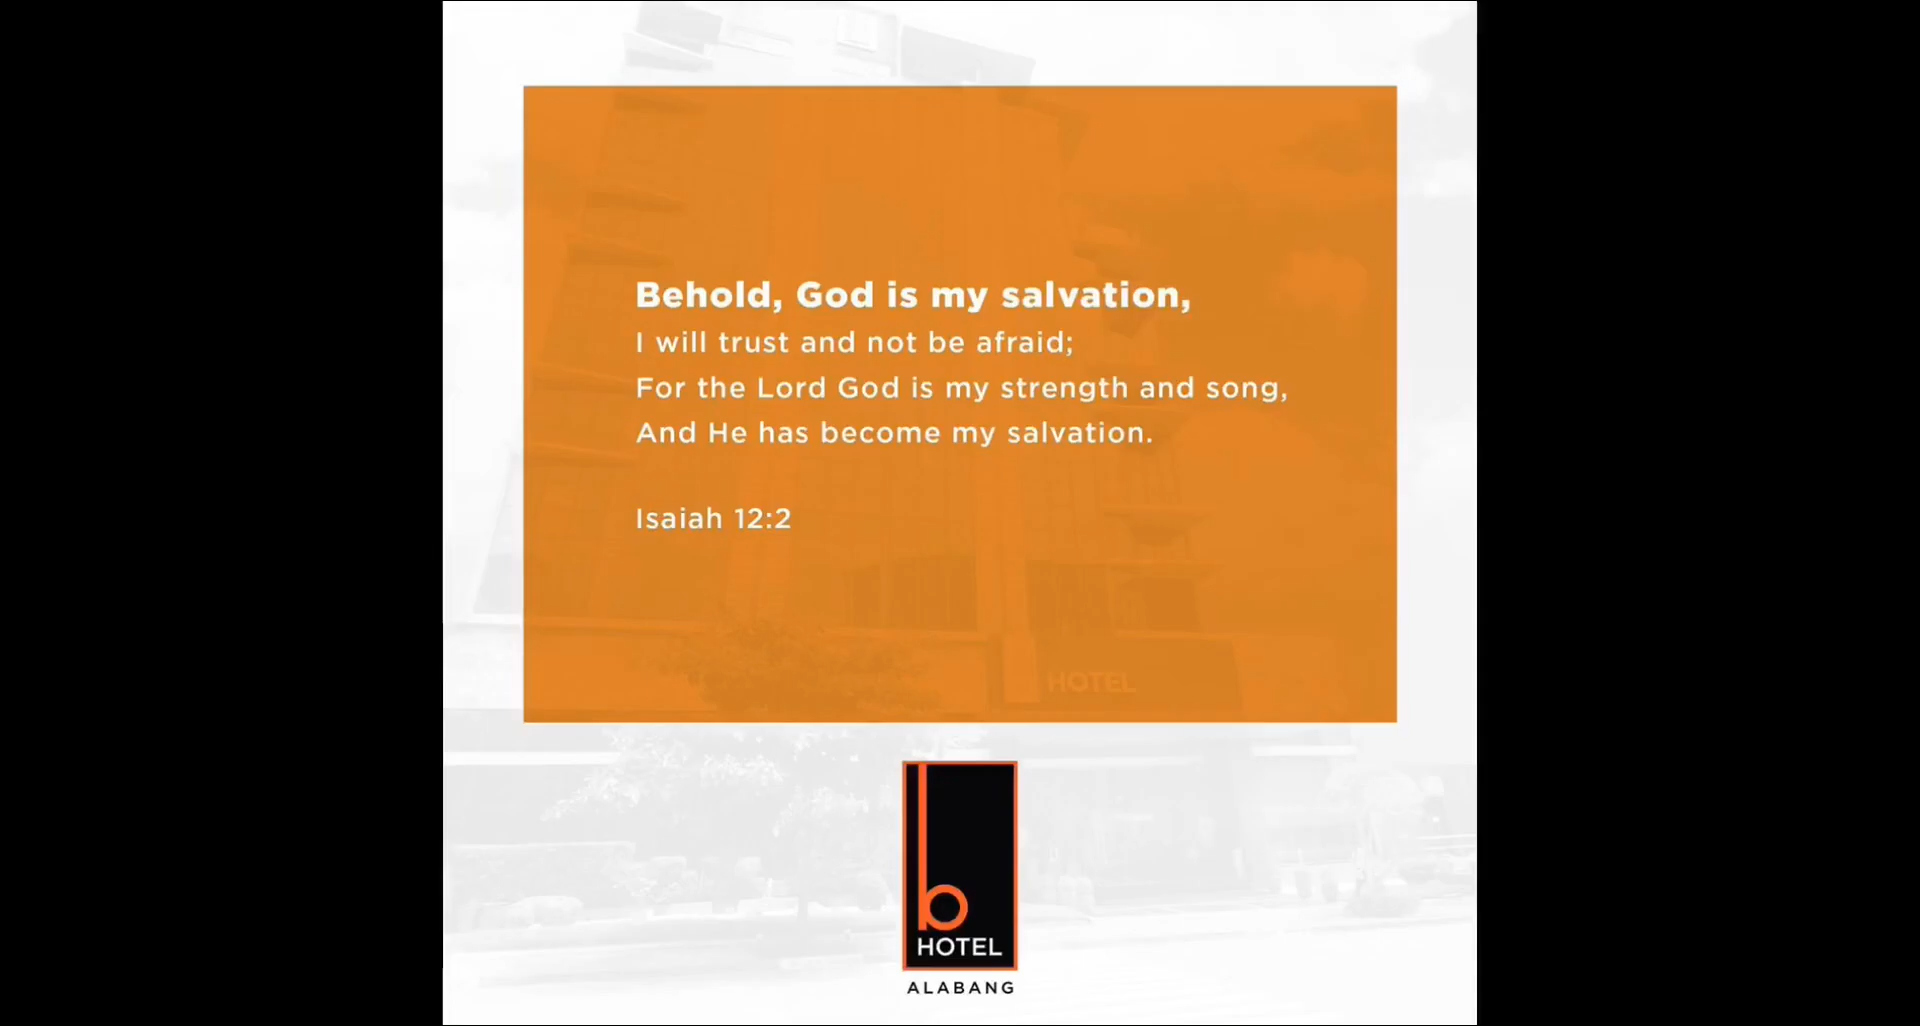 Behold, God is my salvation,
I will trust and not be afraid;
For the Lord God is my strength and song,
And He has become my salvation.
Isaiah 12:2
HOTEL
b
HOTEL
ALABANG